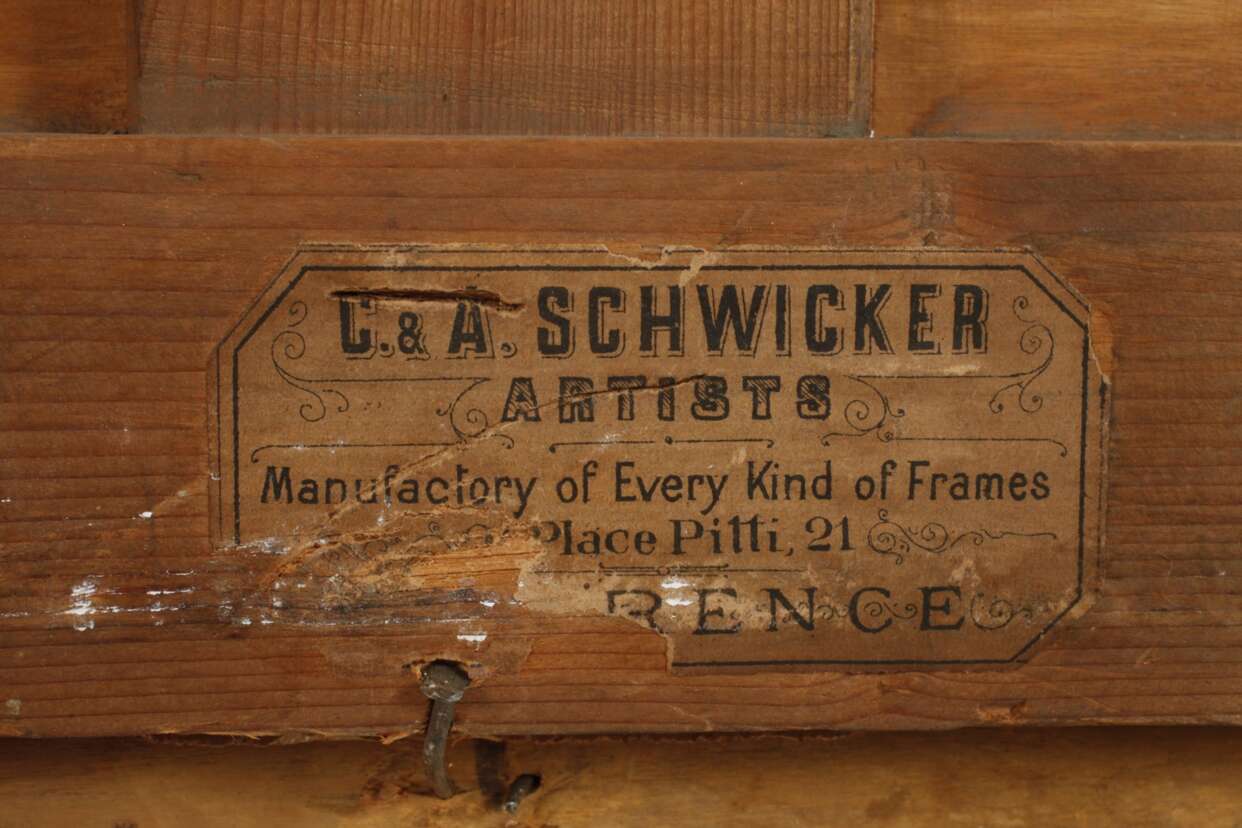 C. & A. SCHWICKER
ARTISTS
Manufactory of Every Kind of Frames
Place Pitti, 21
RENCE